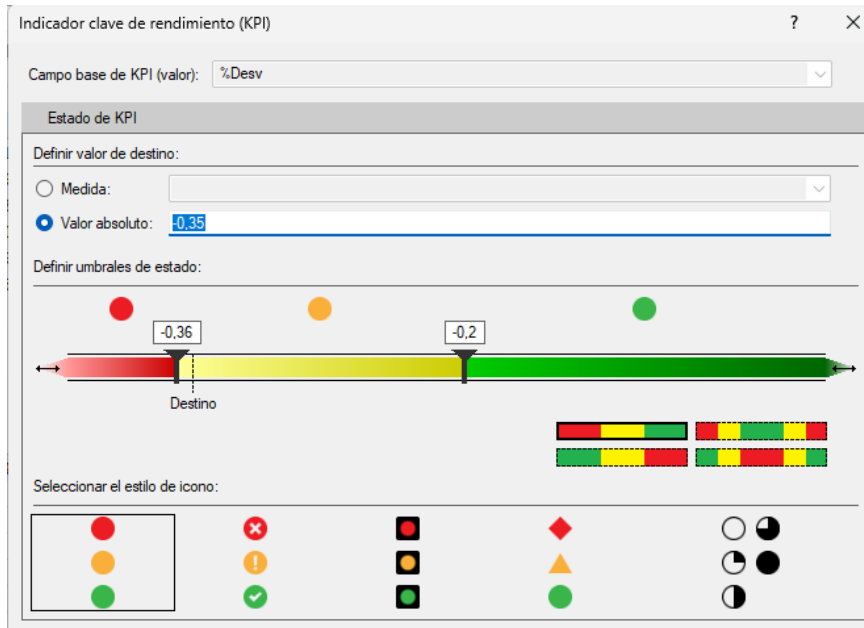 Indicador clave de rendimiento (KPI) ?
Campo base de KPI (valor): %Desv
Estado de KPI
Definir valor de destino:
Medida:
Valor absoluto: -0,35
Definir umbrales de estado:
-0,36 -0,2
Destino
Seleccionar el estilo de icono: